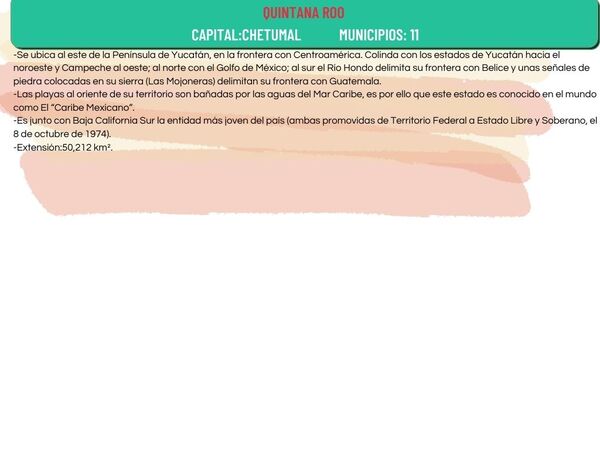 QUINTANA ROO
CAPITAL:CHETUMAL MUNICIPIOS: 11
-Se ubica al este de la Península de Yucatán, en la frontera con Centroamérica. Colinda con los estados de Yucatán hacia el
noroeste y Campeche al oeste; al norte con el Golfo de México; al sur el Río Hondo delimita su frontera con Belice y unas señales de
piedra colocadas en su sierra (Las Mojoneras) delimitan su frontera con Guatemala.
-Las playas al oriente de su territorio son bañadas por las aguas del Mar Caribe, es por ello que este estado es conocido en el mundo
como El “Caribe Mexicano”.
-Es junto con Baja California Sur la entidad más joven del país (ambas promovidas de Territorio Federal a Estado Libre y Soberano, el
8 de octubre de 1974).
-Extensión:50,212 km².